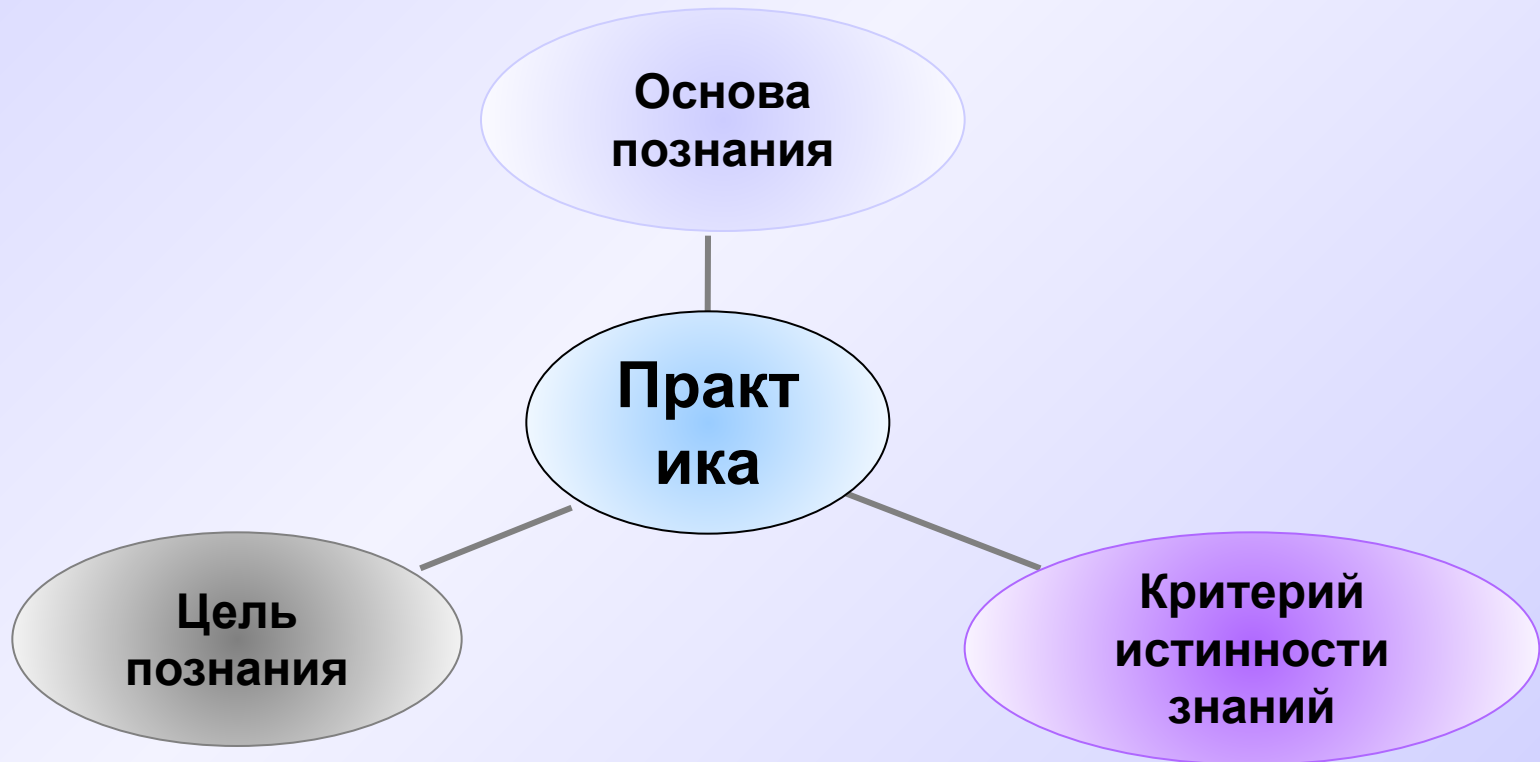 Основа
познания
Практ
ика
Цель
познания
Критерий
истинности
знаний